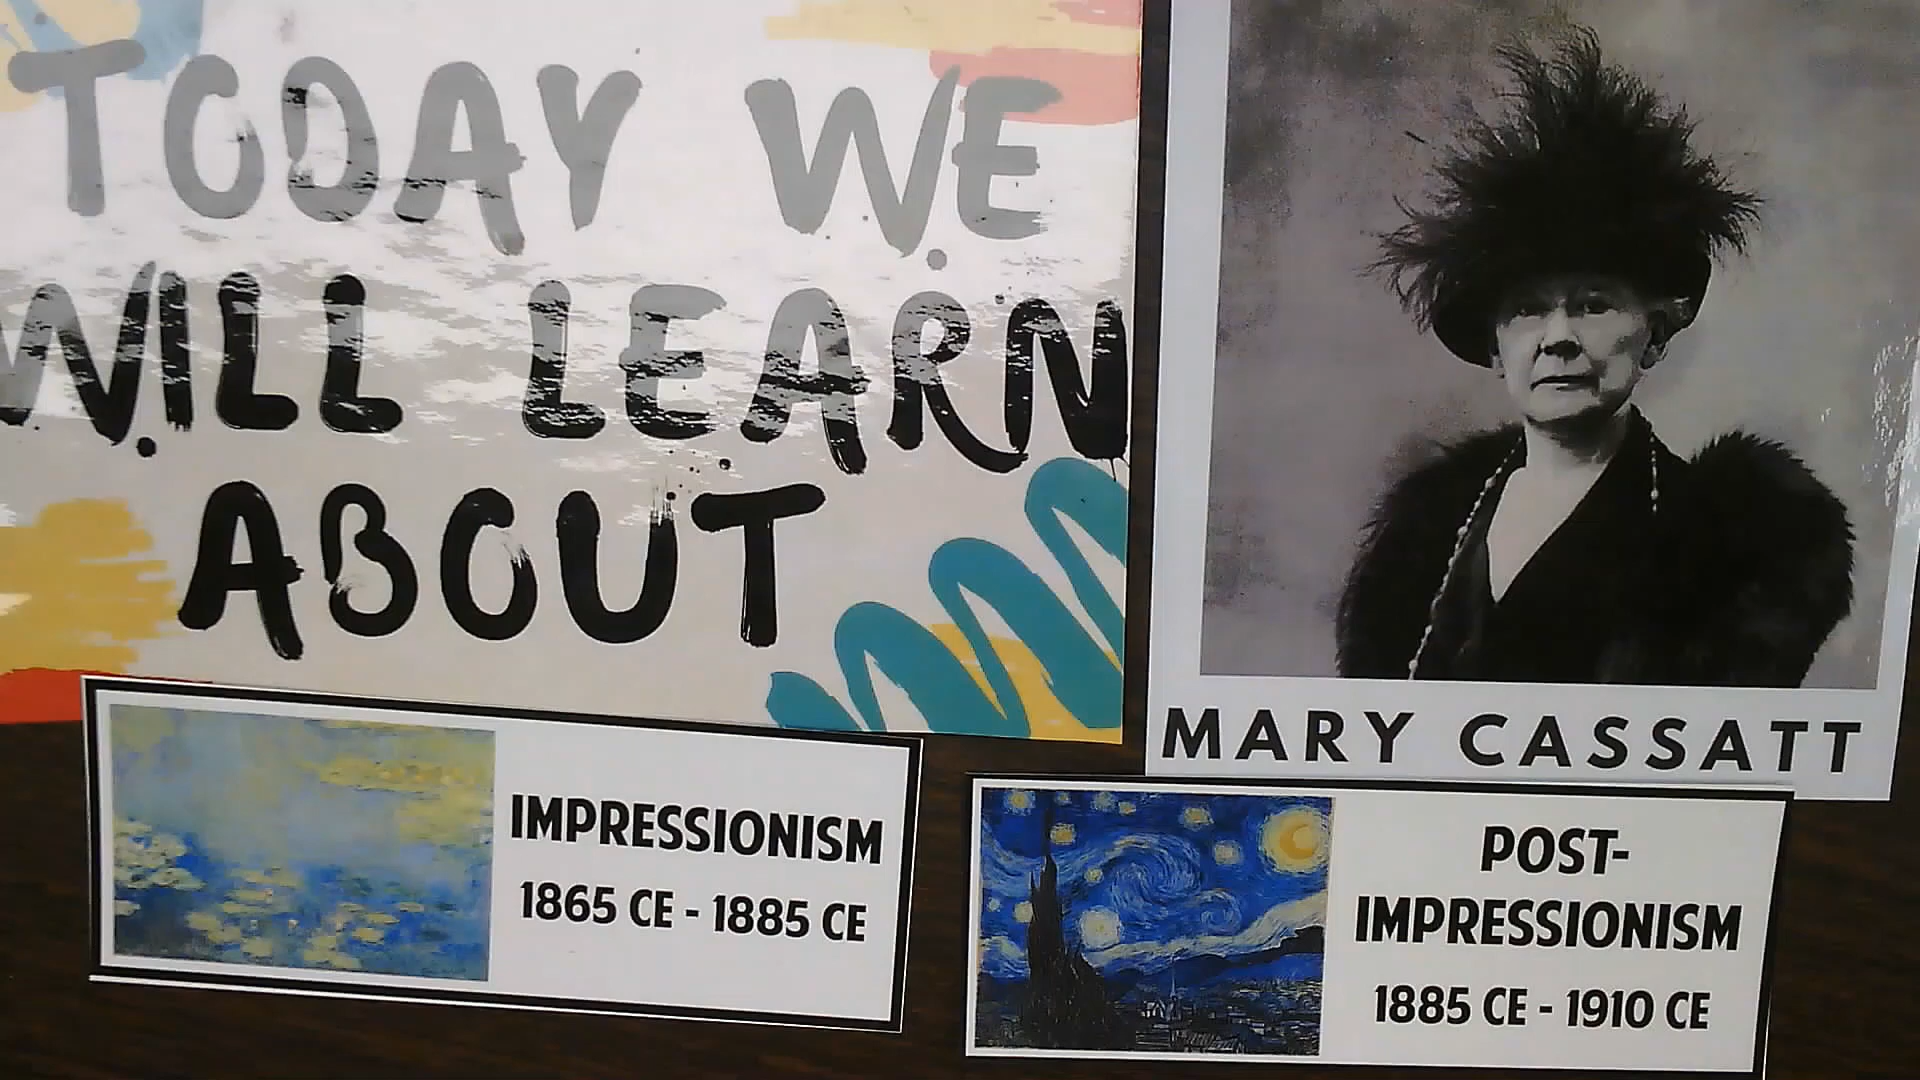 TODAY WE
WILL LEARN
ABOUT
MARY CASSATT
IMPRESSIONISM
1865 CE - 1885 CE
POST-
IMPRESSIONISM
1885 CE - 1910 CE